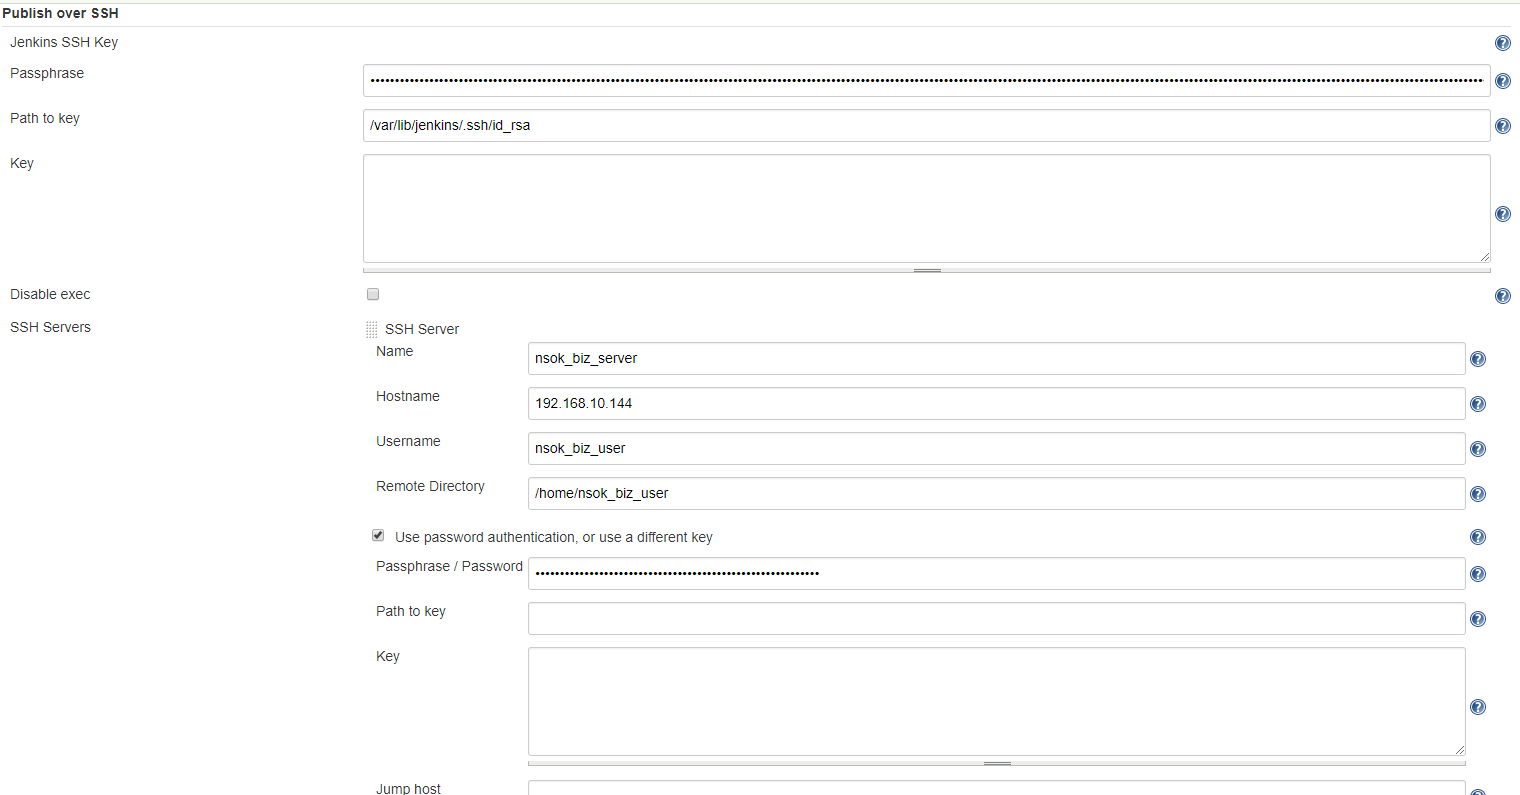 Publish over SSH
Jenkins SSH Key
Passphrase
Path to key
/var/lib/jenkins/.ssh/id_rsa
Key
Disable exec
SSH Servers
SSH Server
Name
nsok_biz_server
Hostname
192.168.10.144
Username
nsok_biz_user
Remote Directory
/home/nsok_biz_user
Use password authentication, or use a different key
Passphrase / Password
Path to key
Key
Jump host